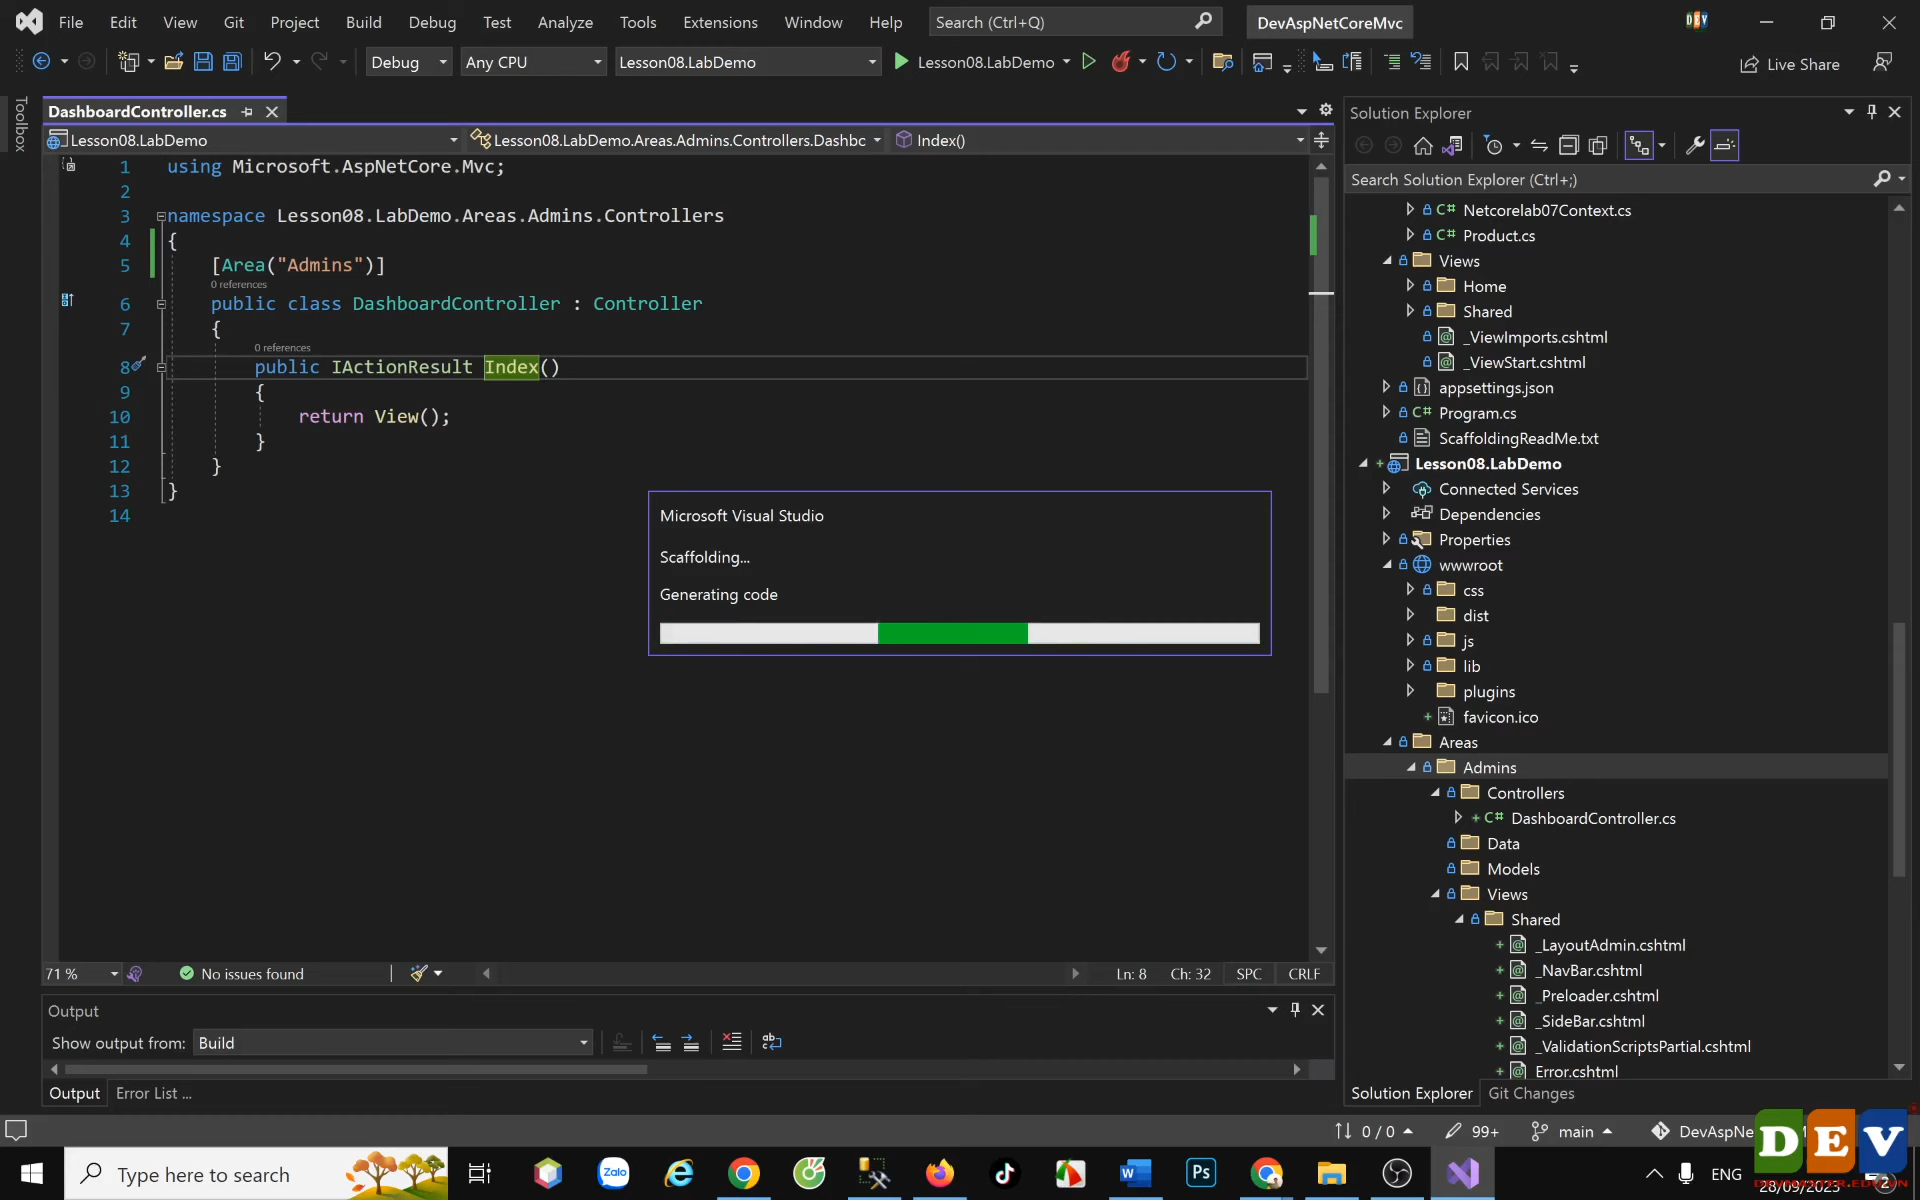 File Edit View Git Project Build Debug Test Analyze Tools Extensions Window Help Search (Ctrl+Q) DevAspNetCoreMvc DEV
Debug Any CPU Lesson08.LabDemo Lesson08.LabDemo Live Share
Toolbox
DashboardController.cs
Lesson08.LabDemo Lesson08.LabDemo.Areas.Admins.Controllers.Dashbc Index()
1 using Microsoft.AspNetCore.Mvc;
2
3 namespace Lesson08.LabDemo.Areas.Admins.Controllers
4 {
5 [Area("Admins")]
0 references
6 public class DashboardController : Controller
7 {
0 references
8 public IActionResult Index()
9 {
10 return View();
11 }
12 }
13 }
14
Microsoft Visual Studio
Scaffolding...
Generating code
71 % No issues found Ln: 8 Ch: 32 SPC CRLF
Output
Show output from: Build
Output Error List ...
Solution Explorer
Search Solution Explorer (Ctrl+;)
C# Netcorelab07Context.cs
C# Product.cs
Views
Home
Shared
_ViewImports.cshtml
_ViewStart.cshtml
appsettings.json
C# Program.cs
ScaffoldingReadMe.txt
Lesson08.LabDemo
Connected Services
Dependencies
Properties
wwwroot
css
dist
js
lib
plugins
favicon.ico
Areas
Admins
Controllers
C# DashboardController.cs
Data
Models
Views
Shared
_LayoutAdmin.cshtml
_NavBar.cshtml
_Preloader.cshtml
_SideBar.cshtml
_ValidationScriptsPartial.cshtml
Error.cshtml
Solution Explorer Git Changes
0 / 0 99+ main DevAspNe
DEV
Type here to search Zalo Ps ENG
28/09/2023
2